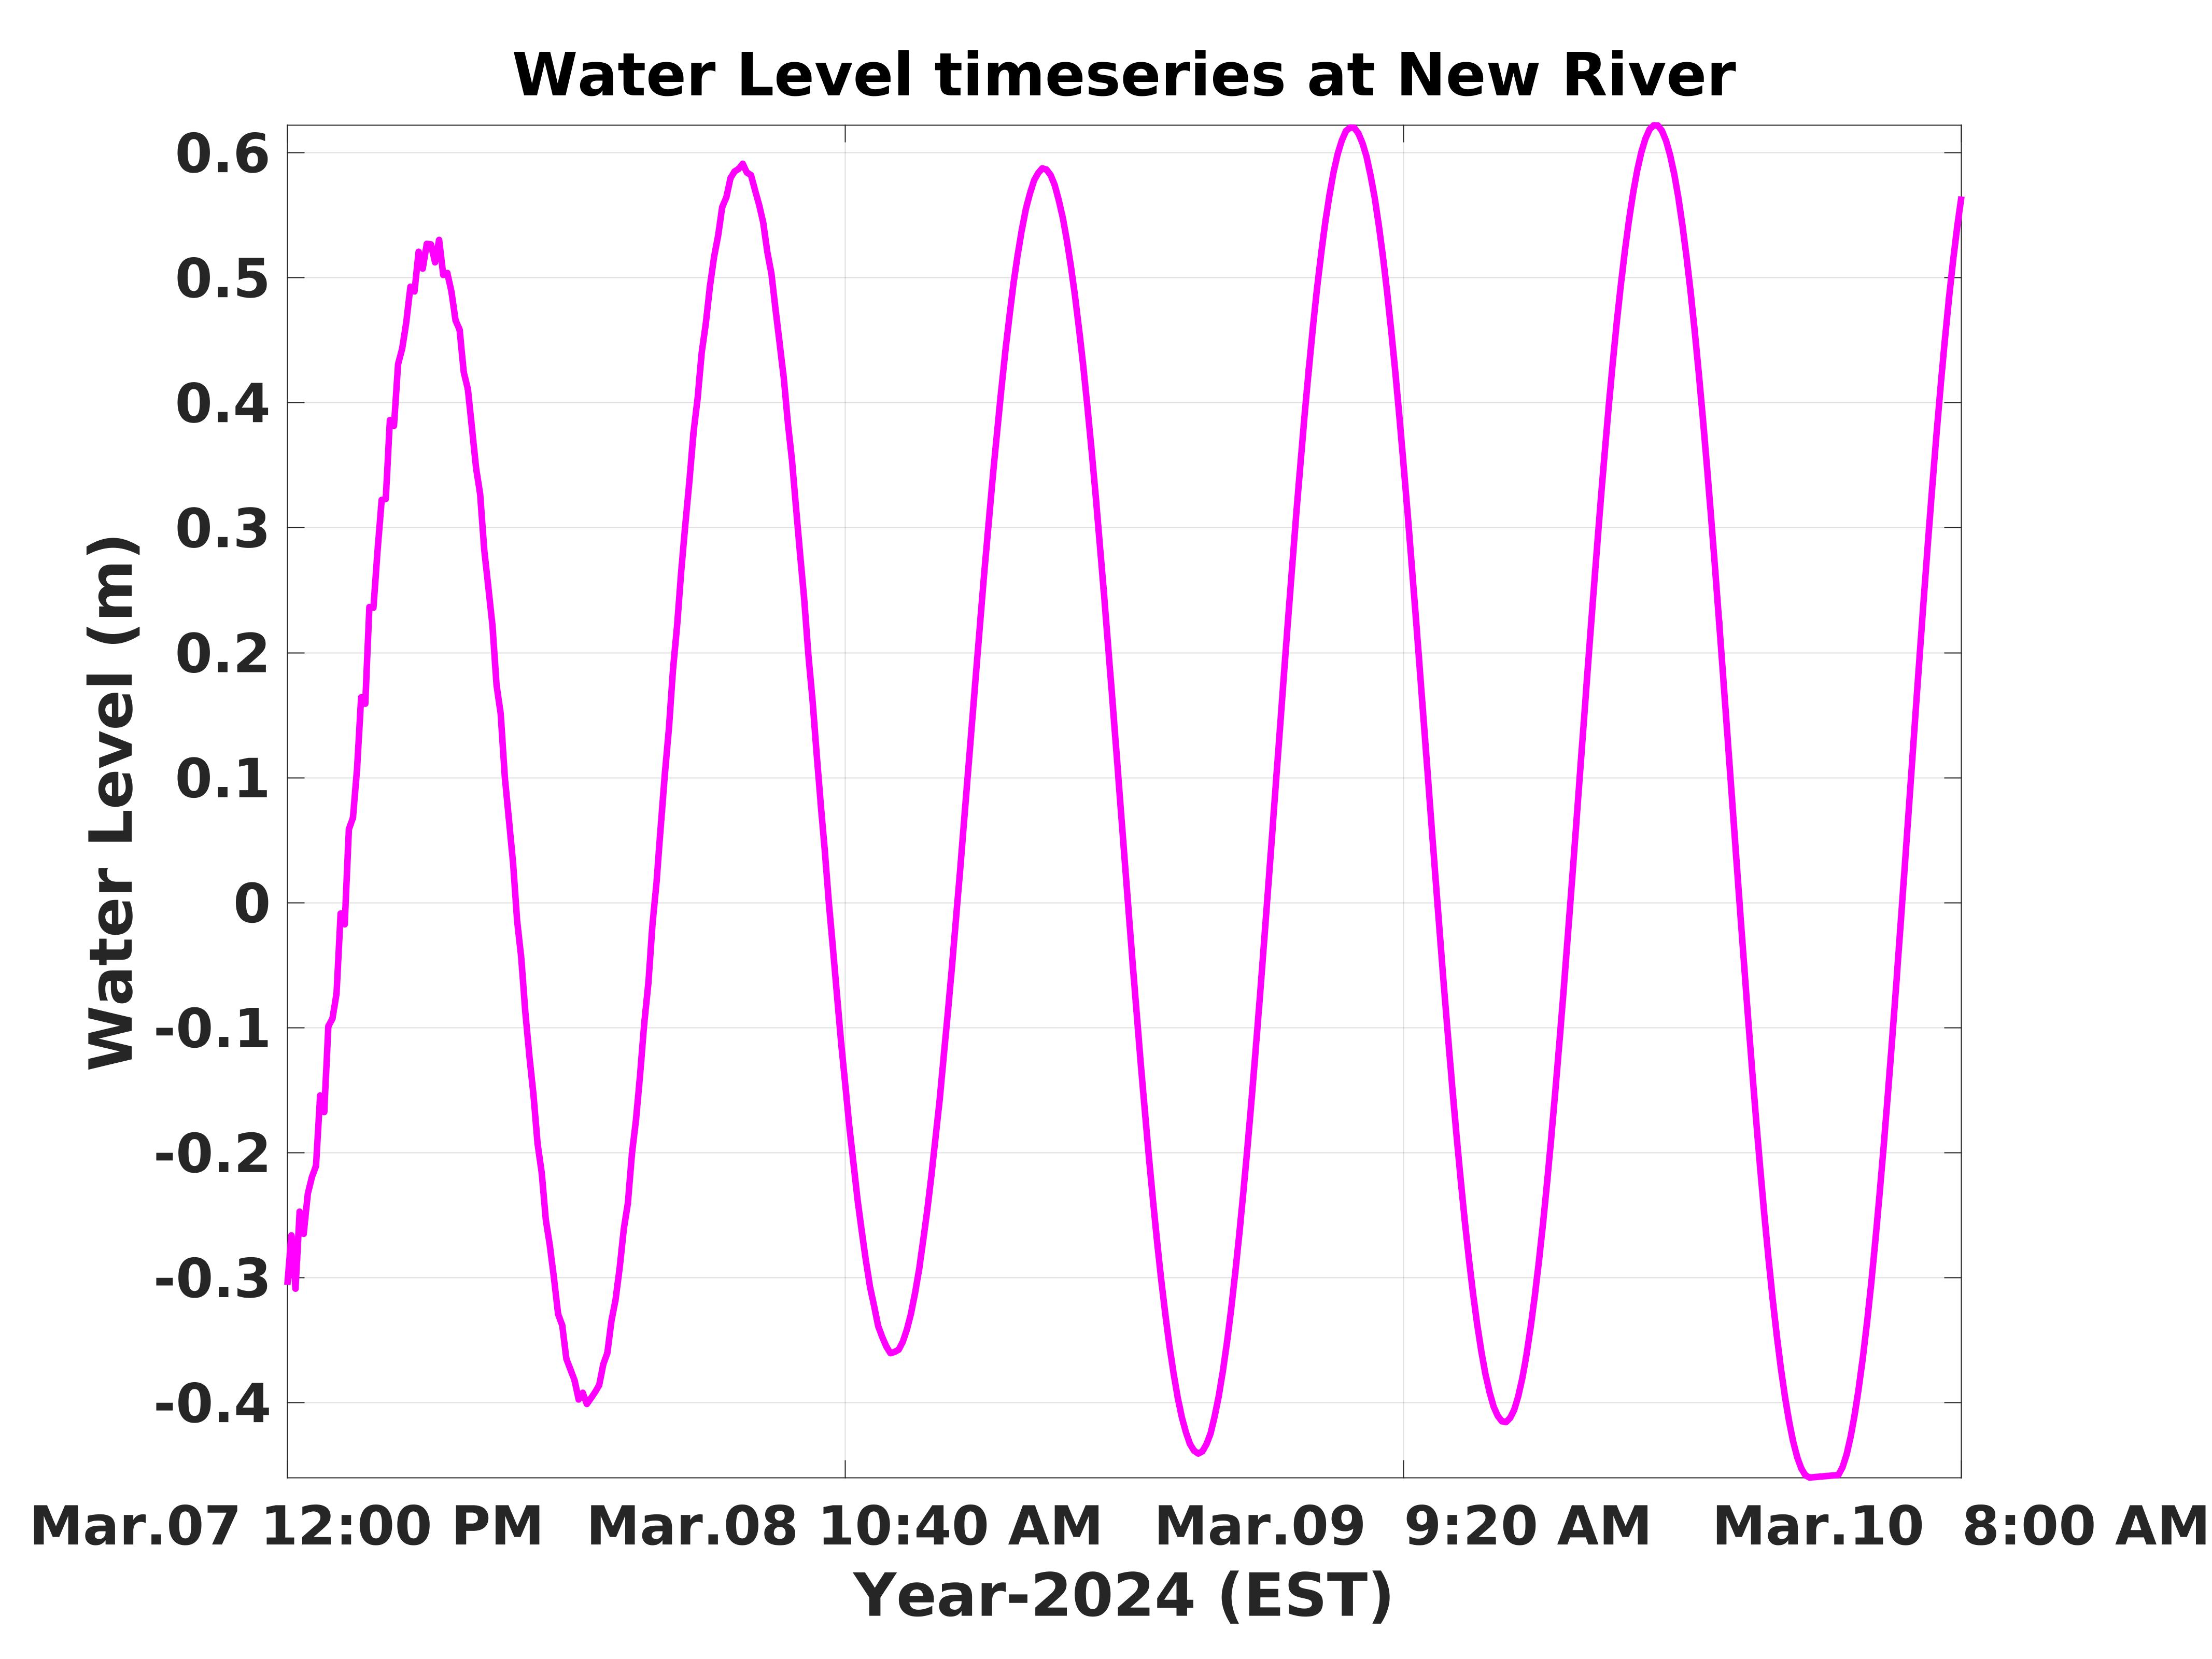 Water Level timeseries at New River
0.6
0.5
0.4
0.3
0.2
0.1
0
-0.1
-0.2
-0.3
-0.4
Water Level (m)
Mar.07 12:00 PM Mar.08 10:40 AM Mar.09 9:20 AM Mar.10 8:00 AM
Year-2024 (EST)